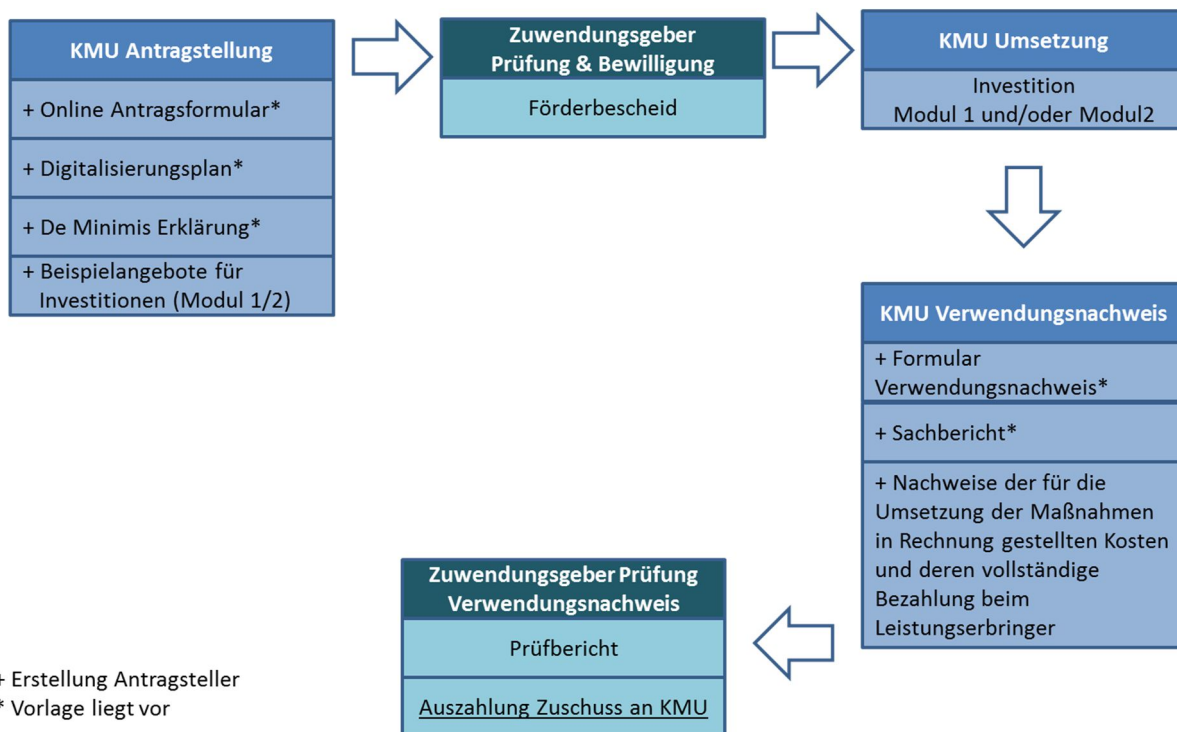 KMU Antragstellung
+ Online Antragsformular*
+ Digitalisierungsplan*
+ De Minimis Erklärung*
+ Beispielangebote für
Investitionen (Modul 1/2)
Zuwendungsgeber
Prüfung & Bewilligung
Förderbescheid
KMU Umsetzung
Investition
Modul 1 und/oder Modul2
KMU Verwendungsnachweis
+ Formular
Verwendungsnachweis*
+ Sachbericht*
+ Nachweise der für die
Umsetzung der Maßnahmen
in Rechnung gestellten Kosten
und deren vollständige
Bezahlung beim
Leistungserbringer
Zuwendungsgeber Prüfung
Verwendungsnachweis
Prüfbericht
Auszahlung Zuschuss an KMU
+ Erstellung Antragsteller
* Vorlage liegt vor